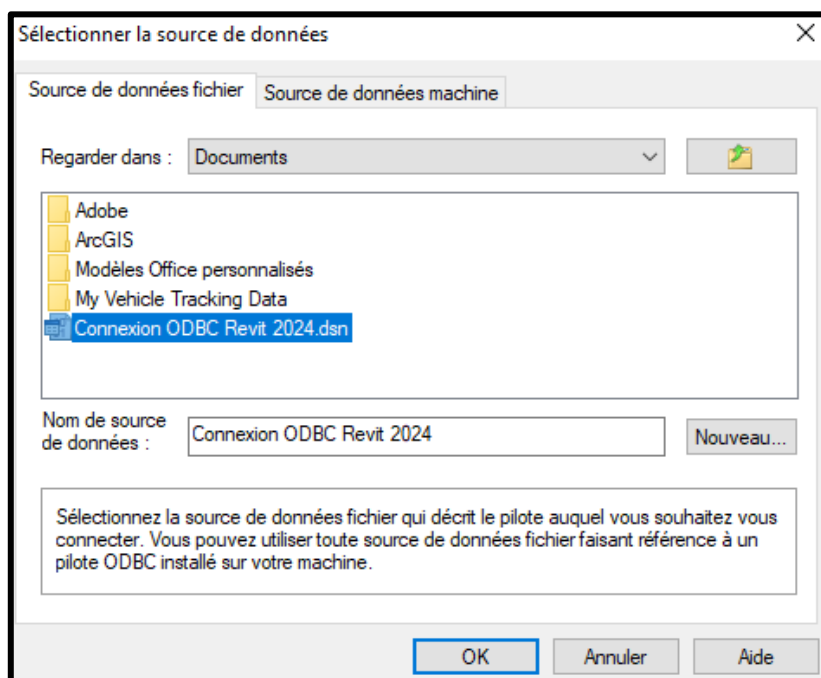 Sélectionner la source de données
Source de données fichier
Source de données machine
Regarder dans :
Documents
Adobe
ArcGIS
Modèles Office personnalisés
My Vehicle Tracking Data
Connexion ODBC Revit 2024.dsn
Nom de source
de données :
Connexion ODBC Revit 2024
Nouveau...
Sélectionnez la source de données fichier qui décrit le pilote auquel vous souhaitez vous
connecter. Vous pouvez utiliser toute source de données fichier faisant référence à un
pilote ODBC installé sur votre machine.
OK
Annuler
Aide